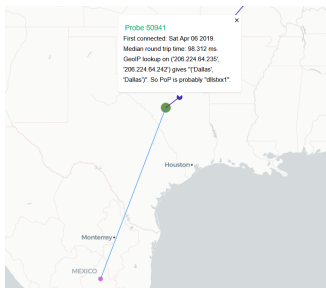 ×
Probe 50941
First connected: Sat Apr 06 2019.
Median round trip time: 98.312 ms.
GeoIP lookup on ('206.224.64.235',
'206.224.64.242') gives "('Dallas',
'Dallas')". So PoP is probably "dllstxx1".
Houston
Monterrey
MEXICO